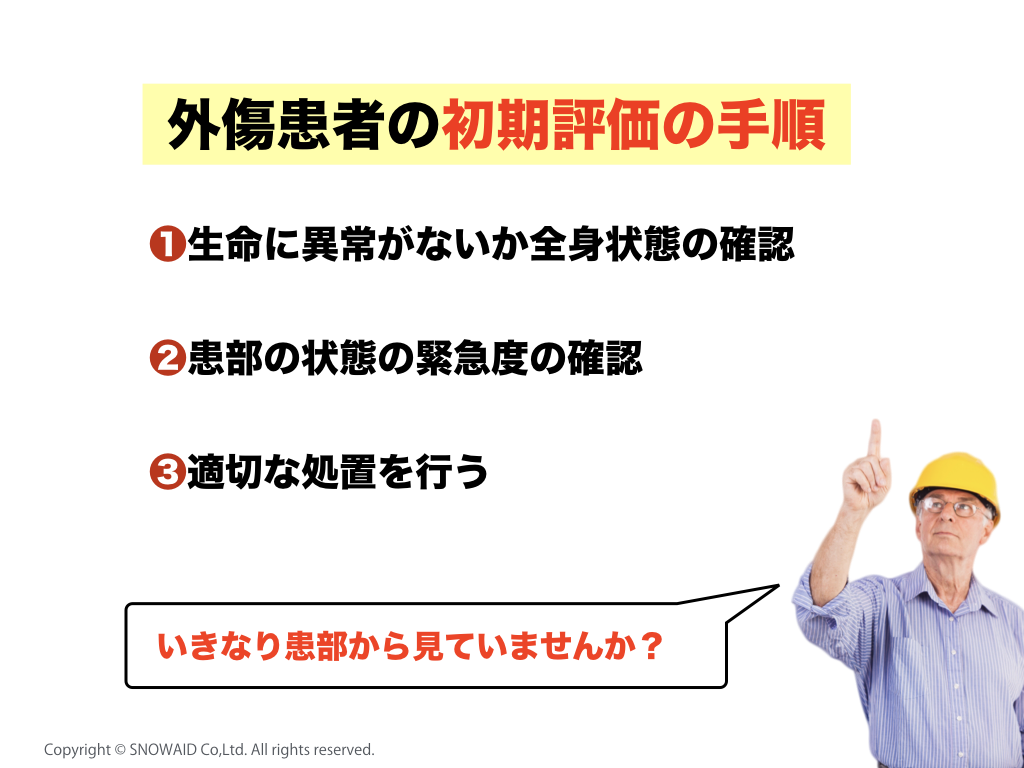 外傷患者の初期評価の手順
❶生命に異常がないか全身状態の確認
❷患部の状態の緊急度の確認
❸適切な処置を行う
いきなり患部から見ていませんか？
Copyright © SNOWAID Co,Ltd. All rights reserved.